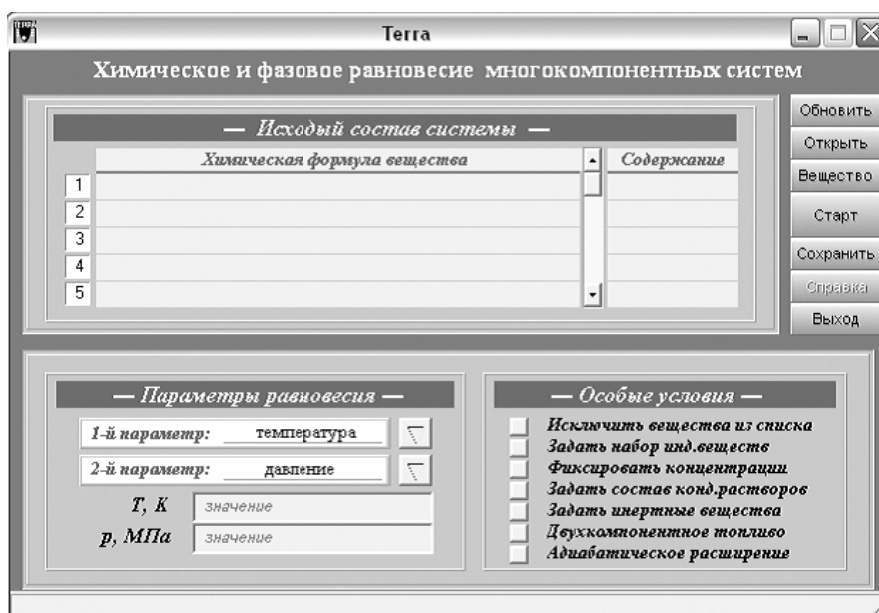 Terra
Химическое и фазовое равновесие многокомпонентных систем
— Исходый состав системы —
Химическая формула вещества
Содержание
1
2
3
4
5
Обновить
Открыть
Вещество
Старт
Сохранить
Справка
Выход
— Параметры равновесия —
1-й параметр: температура
2-й параметр: давление
T, К значение
p, МПа значение
— Особые условия —
Исключить вещества из списка
Задать набор инд.веществ
Фиксировать концентрации
Задать состав конд.растворов
Задать инертные вещества
Двухкомпонентное топливо
Адиабатическое расширение